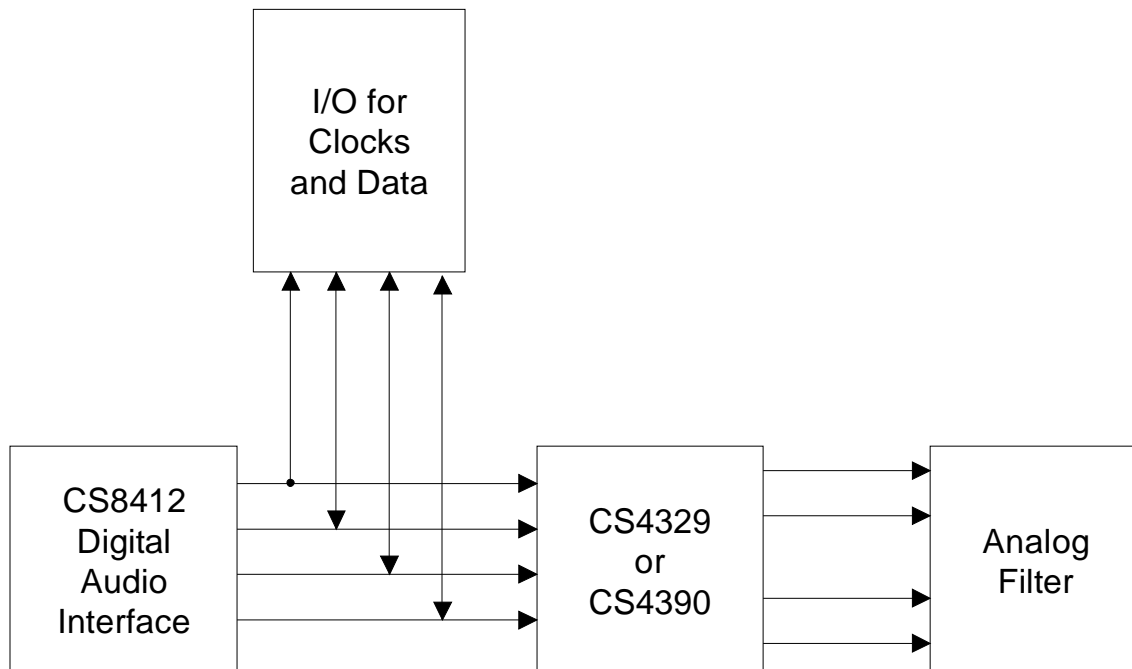 I/O for
Clocks
and Data
CS8412
Digital
Audio
Interface
CS4329
or
CS4390
Analog
Filter